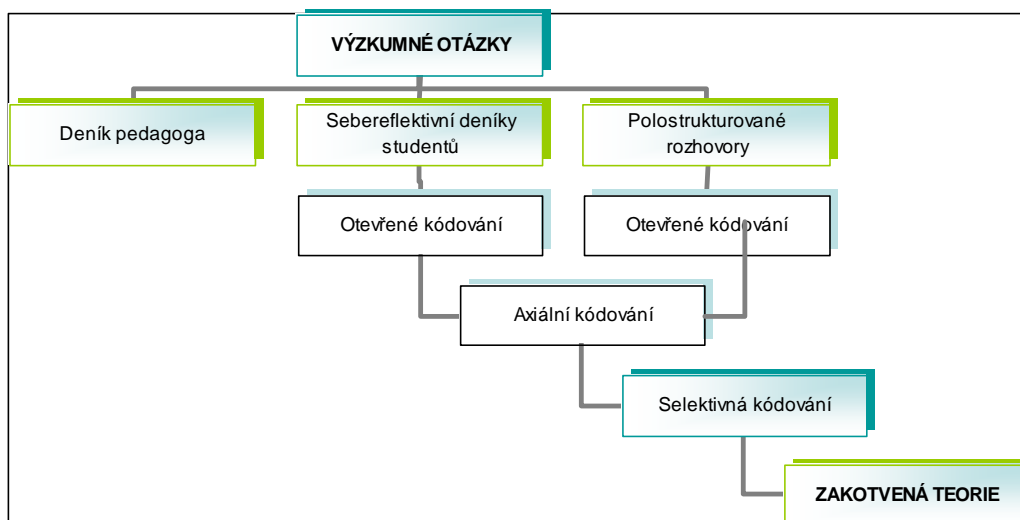 VÝZKUMNÉ OTÁZKY
Deník pedagoga
Sebereflektivní deníky
studentů
Polostrukturované
rozhovory
Otevřené kódování
Otevřené kódování
Axiální kódování
Selektivná kódování
ZAKOTVENÁ TEORIE